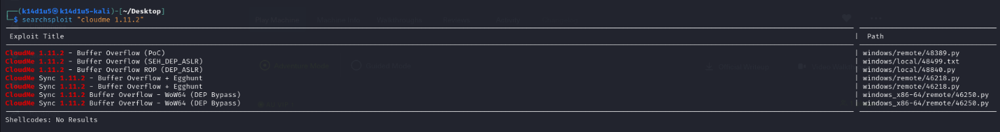 (k14d1u5㉿k14d1u5-kali)-[~/Desktop]
$ searchsploit "cloudme 1.11.2"
Exploit Title | Path
CloudMe 1.11.2 - Buffer Overflow (PoC) | windows/remote/48389.py
CloudMe 1.11.2 - Buffer Overflow (SEH_DEP_ASLR) | windows/local/48499.txt
CloudMe 1.11.2 - Buffer Overflow ROP (DEP_ASLR) | windows/local/48840.py
CloudMe Sync 1.11.2 - Buffer Overflow + Egghunt | windows/remote/46218.py
CloudMe Sync 1.11.2 - Buffer Overflow + Egghunt | windows/remote/46218.py
CloudMe Sync 1.11.2 Buffer Overflow - WoW64 (DEP Bypass) | windows_x86-64/remote/46250.py
CloudMe Sync 1.11.2 Buffer Overflow - WoW64 (DEP Bypass) | windows_x86-64/remote/46250.py
Shellcodes: No Results